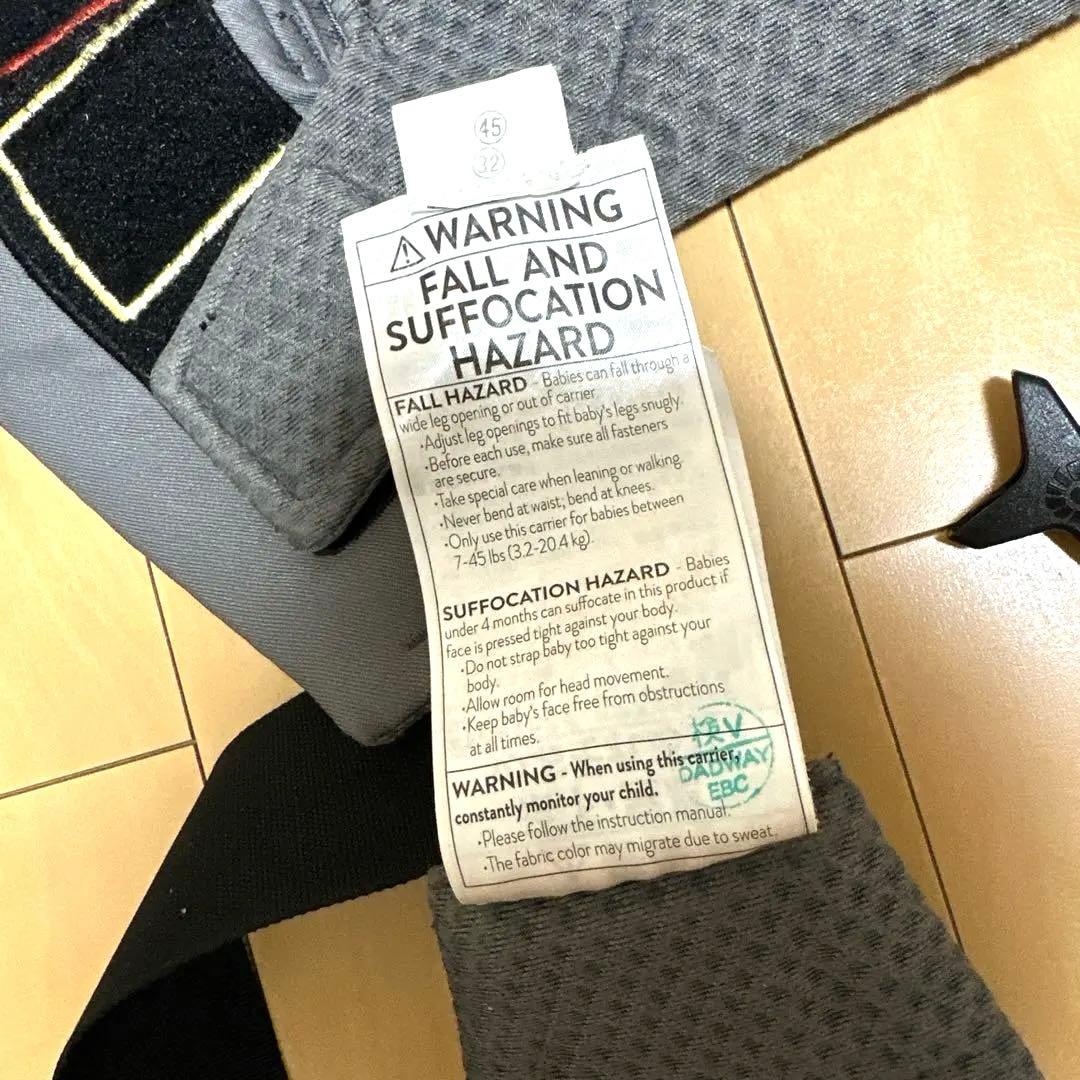 45
32
WARNING
FALL AND
SUFFOCATION
HAZARD
FALL HAZARD - Babies can fall through a
wide leg opening or out of carrier
·Adjust leg openings to fit baby's legs snugly.
·Before each use, make sure all fasteners
are secure.
·Take special care when leaning or walking.
·Never bend at waist; bend at knees.
·Only use this carrier for babies between
7-45 lbs (3.2-20.4 kg).
SUFFOCATION HAZARD - Babies
under 4 months can suffocate in this product if
face is pressed tight against your body.
·Do not strap baby too tight against your
body.
·Allow room for head movement.
·Keep baby's face free from obstructions
at all times.
検V
DADWAY
EBC
WARNING - When using this carrier,
constantly monitor your child.
·Please follow the instruction manual.
·The fabric color may migrate due to sweat.